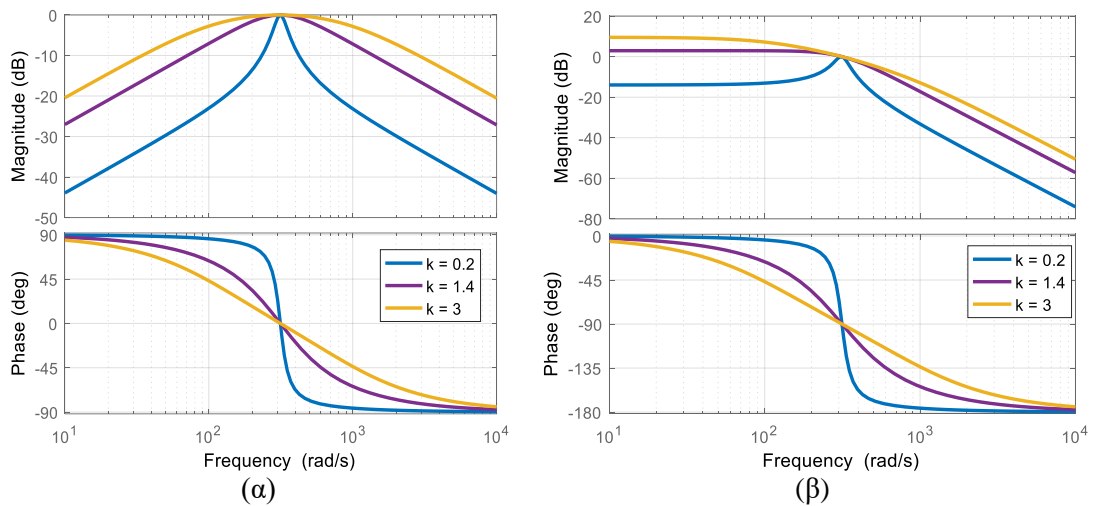 0
-10
-20
-30
-40
-50
Magnitude (dB)
90
45
0
-45
-90
Phase (deg)
k = 0.2
k = 1.4
k = 3
10^1 10^2 10^3 10^4
Frequency (rad/s)
(α)
20
0
-20
-40
-60
-80
Magnitude (dB)
0
-45
-90
-135
-180
Phase (deg)
k = 0.2
k = 1.4
k = 3
10^1 10^2 10^3 10^4
Frequency (rad/s)
(β)